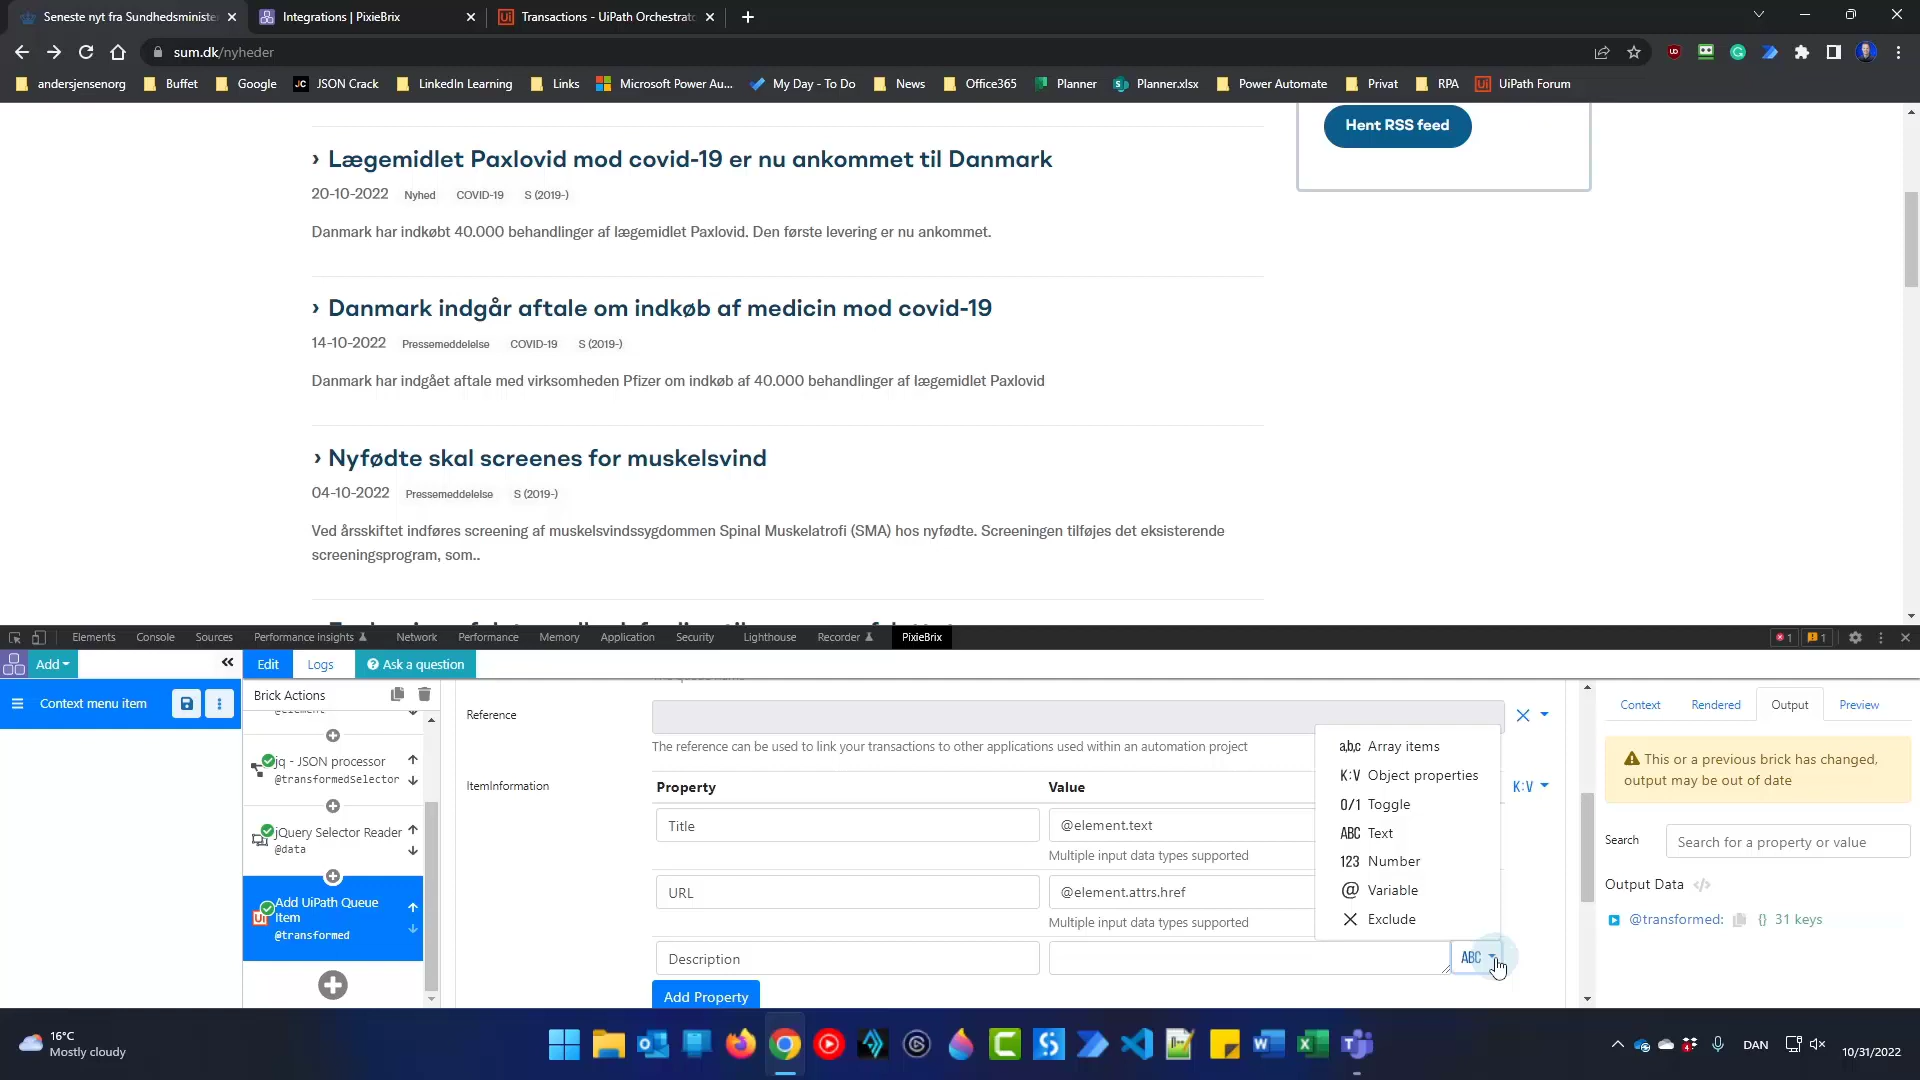 Seneste nyt fra Sundhedsminister
Integrations | PixieBrix
Transactions - UiPath Orchestrato
sum.dk/nyheder
andersjensenorg
Buffet
Google
JC JSON Crack
LinkedIn Learning
Links
Microsoft Power Au...
My Day - To Do
News
Office365
Planner
Planner.xlsx
Power Automate
Privat
RPA
UiPath Forum
Hent RSS feed
› Lægemidlet Paxlovid mod covid-19 er nu ankommet til Danmark
20-10-2022 Nyhed COVID-19 S (2019-)
Danmark har indkøbt 40.000 behandlinger af lægemidlet Paxlovid. Den første levering er nu ankommet.
› Danmark indgår aftale om indkøb af medicin mod covid-19
14-10-2022 Pressemeddelelse COVID-19 S (2019-)
Danmark har indgået aftale med virksomheden Pfizer om indkøb af 40.000 behandlinger af lægemidlet Paxlovid
› Nyfødte skal screenes for muskelsvind
04-10-2022 Pressemeddelelse S (2019-)
Ved årsskiftet indføres screening af muskelsvindssygdommen Spinal Muskelatrofi (SMA) hos nyfødte. Screeningen tilføjes det eksisterende
screeningsprogram, som..
Elements Console Sources Performance insights Network Performance Memory Application Security Lighthouse Recorder PixieBrix
1 1
Add
«
Edit
Logs
Ask a question
Context menu item
Brick Actions
@element
jq - JSON processor
@transformedSelector
jQuery Selector Reader
@data
Add UiPath Queue
Item
@transformed
Reference
The reference can be used to link your transactions to other applications used within an automation project
ItemInformation
Property Value
Title @element.text
Multiple input data types supported
URL @element.attrs.href
Multiple input data types supported
Description
ABC
Add Property
a,b,c Array items
K:V Object properties
0/1 Toggle
ABC Text
123 Number
@ Variable
Exclude
K:V
Context Rendered Output Preview
This or a previous brick has changed,
output may be out of date
Search Search for a property or value
Output Data </>
@transformed: {} 31 keys
16°C
Mostly cloudy
DAN
10/31/2022